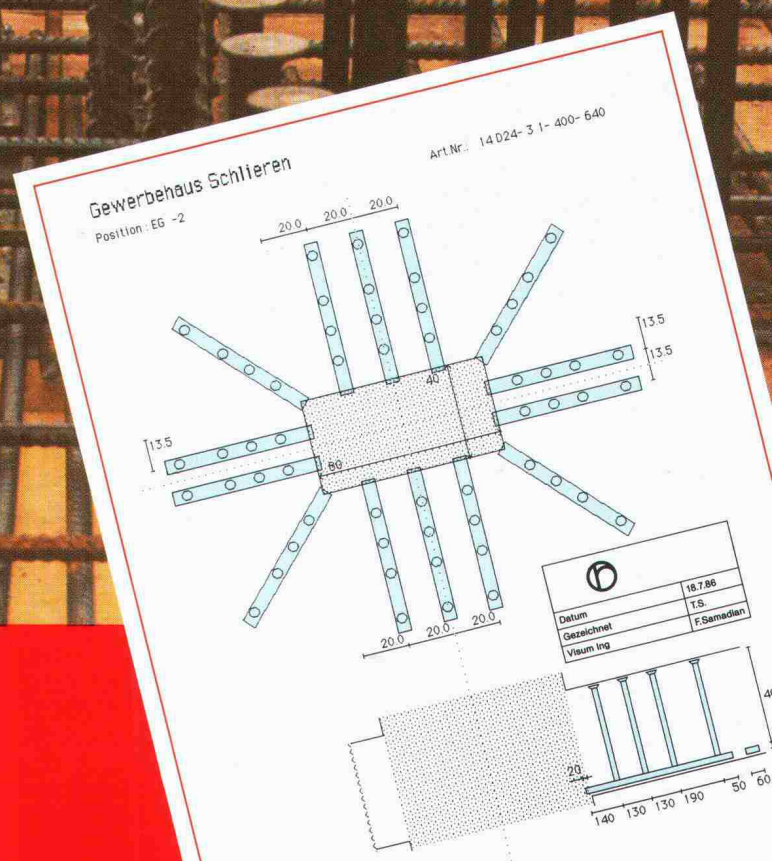 Gewerbehaus Schlieren
Art.Nr.: 14 D24- 3 1- 400- 640
Position : EG -2
20.0 20.0 20.0
13.5
13.5
40
13.5
80
20.0 20.0 20.0
Datum 18.7.86
Gezeichnet T.S.
Visum Ing F.Samadian
20
140 130 130 190 50 60